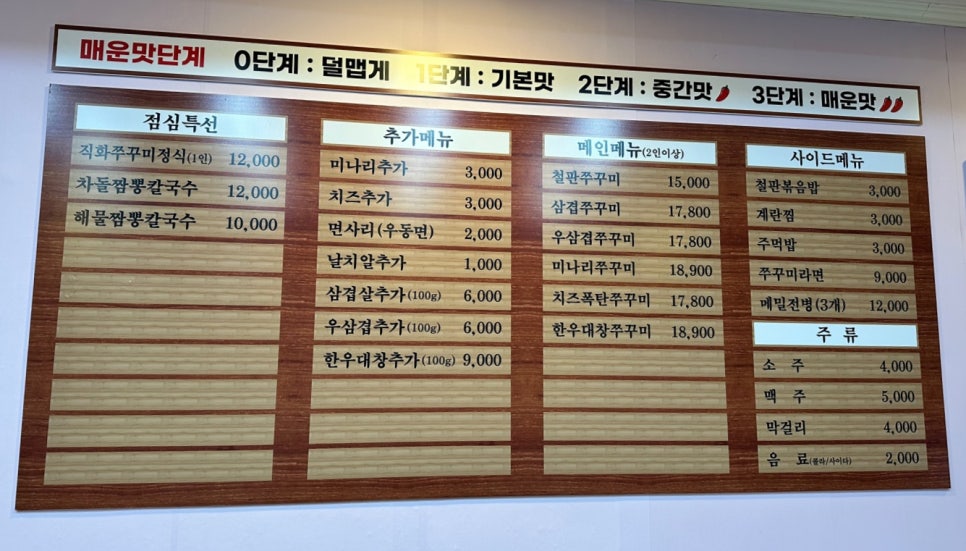 매운맛단계 0단계 : 덜맵게 1단계 : 기본맛 2단계 : 중간맛 3단계 : 매운맛
점심특선
직화쭈꾸미정식(1인) 12,000
차돌짬뽕칼국수 12,000
해물짬뽕칼국수 10,000
추가메뉴
미나리추가 3,000
치즈추가 3,000
면사리(우동면) 2,000
날치알추가 1,000
삼겹살추가(100g) 6,000
우삼겹추가(100g) 6,000
한우대창추가(100g) 9,000
메인메뉴(2인이상)
철판쭈꾸미 15,000
삼겹쭈꾸미 17,800
우삼겹쭈꾸미 17,800
미나리쭈꾸미 18,900
치즈폭탄쭈꾸미 17,800
한우대창쭈꾸미 18,900
사이드메뉴
철판볶음밥 3,000
계란찜 3,000
주먹밥 3,000
쭈꾸미라면 9,000
메밀전병(3개) 12,000
주 류
소 주 4,000
맥 주 5,000
막걸리 4,000
음 료(콜라/사이다) 2,000